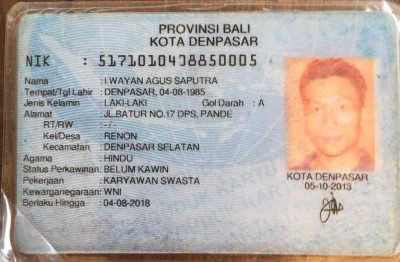 PROVINSI BALI
KOTA DENPASAR
NIK : 5171010408850005
Nama : I WAYAN AGUS SAPUTRA
Tempat/Tgl Lahir : DENPASAR, 04-08-1985
Jenis Kelamin : LAKI-LAKI Gol Darah : A
Alamat : JL.BATUR NO.17 DPS, PANDE
RT/RW : /
Kel/Desa : RENON
Kecamatan : DENPASAR SELATAN
Agama : HINDU
Status Perkawinan: BELUM KAWIN
Pekerjaan : KARYAWAN SWASTA
Kewarganegaraan: WNI
Berlaku Hingga : 04-08-2018
KOTA DENPASAR
05-10-2013